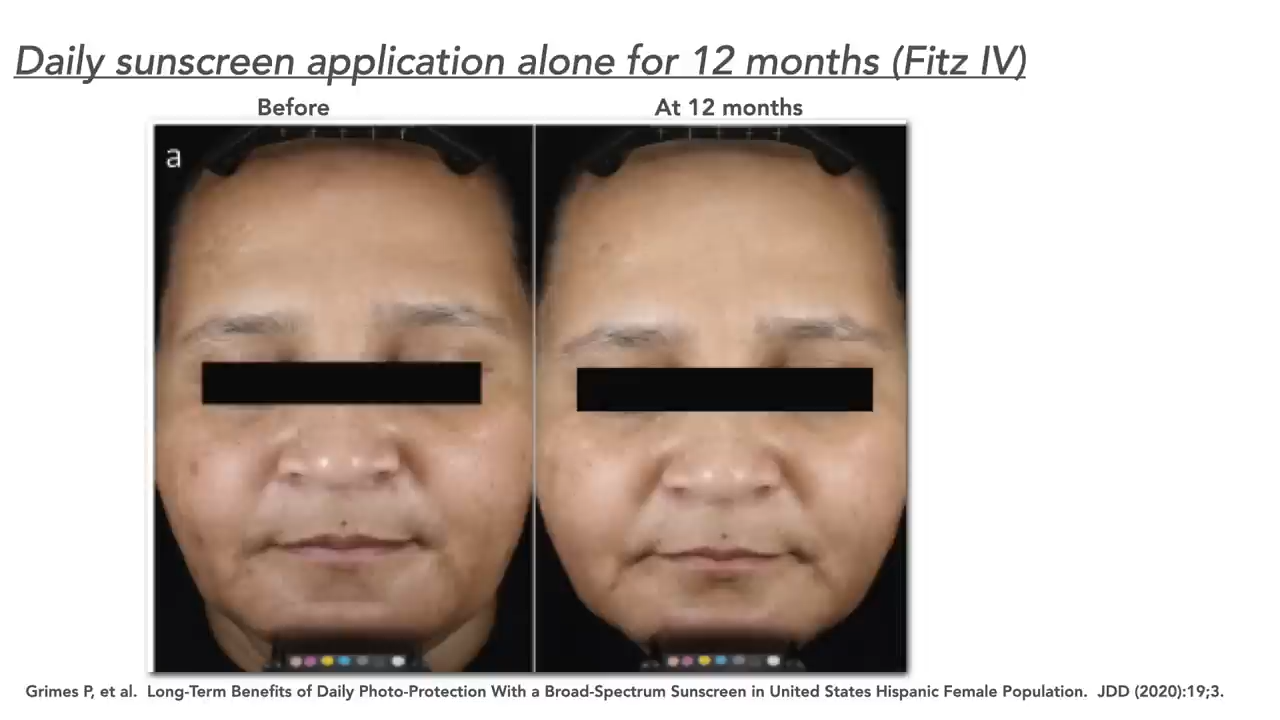 Daily sunscreen application alone for 12 months (Fitz IV)
Before At 12 months
a
Grimes P, et al. Long-Term Benefits of Daily Photo-Protection With a Broad-Spectrum Sunscreen in United States Hispanic Female Population. JDD (2020):19;3.